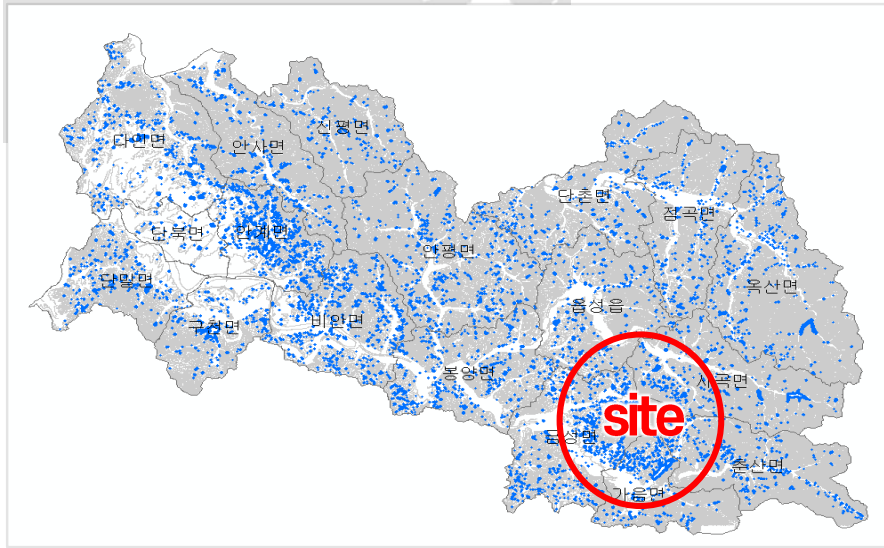 신평면
다인면
안사면
단촌면
점곡면
단북면
안계면
안평면
단밀면
옥산면
의성읍
구천면
비안면
봉양면
사곡면
site
금성면
춘산면
가음면